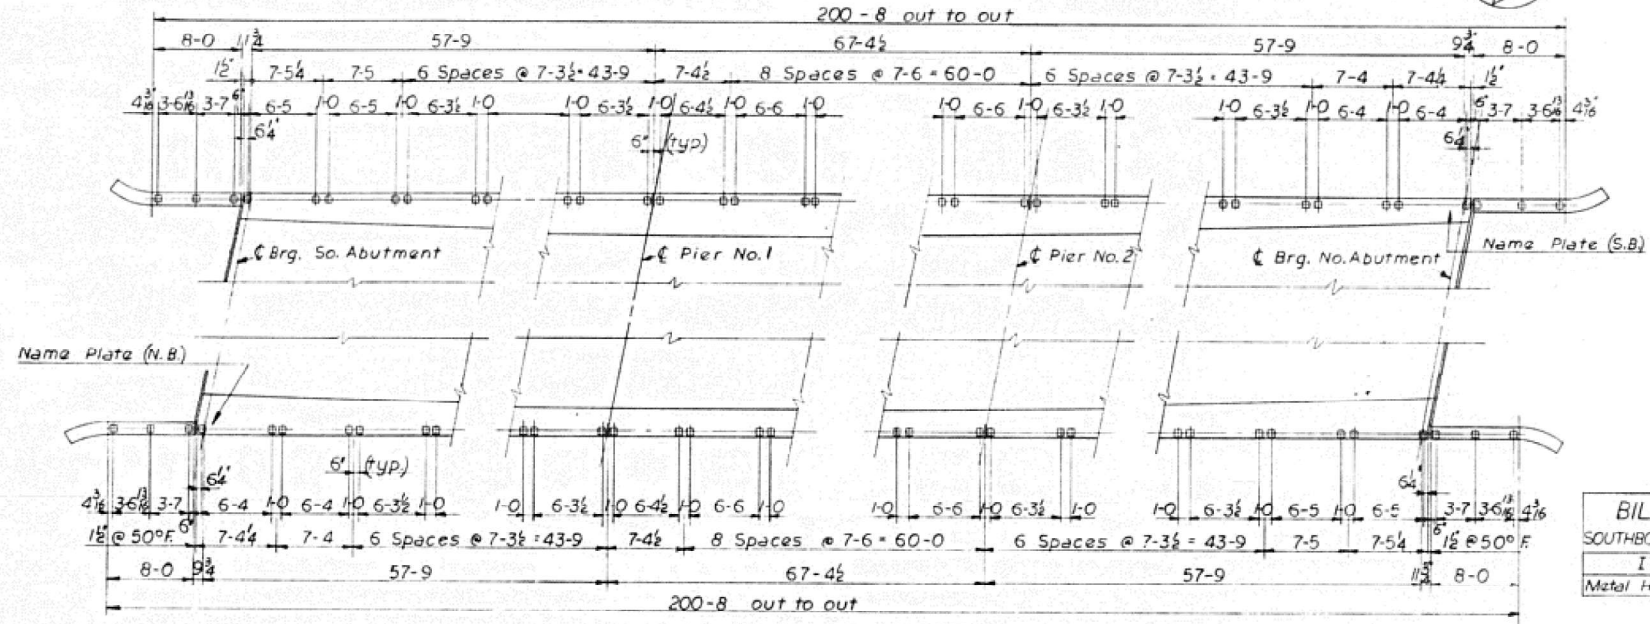 200-8 out to out
8-0 11 3/4" 57-9 67-4½ 57-9 9 3/4" 8-0
1½" 7-5¼ 7-5 6 Spaces @ 7-3½ = 43-9 7-4½ 8 Spaces @ 7-6 = 60-0 6 Spaces @ 7-3½ = 43-9 7-4 7-4¼ 1½"
4 3/16" 3-6 13/16 3-7 6" 6-5 1-0 6-5 1-0 6-3½ 1-0 1-0 6-3½ 1-0 6-4½ 1-0 6-6 1-0 1-0 6-6 1-0 6-3½ 1-0 1-0 6-3½ 1-0 6-4 1-0 6-4 6" 3-7 3-6 13/16 4 3/16"
6¼" 6" (typ.) 6¼"
℄ Brg. So. Abutment ℄ Pier No. 1 ℄ Pier No. 2 ℄ Brg. No. Abutment Name Plate (S.B.)
Name Plate (N.B.)
6¼" 6" (typ.) 6¼"
4 3/16 3-6 13/16 3-7 6" 6-4 1-0 6-4 1-0 6-3½ 1-0 1-0 6-3½ 1-0 6-4½ 1-0 6-6 1-0 1-0 6-6 1-0 6-3½ 1-0 1-0 6-3½ 1-0 6-5 1-0 6-5 6" 3-7 3-6 13/16 4 3/16
1½" @ 50°F. 7-4¼ 7-4 6 Spaces @ 7-3½ = 43-9 7-4½ 8 Spaces @ 7-6 = 60-0 6 Spaces @ 7-3½ = 43-9 7-5 7-5¼ 1½" @ 50° F.
8-0 9 3/4" 57-9 67-4½ 57-9 11 3/4" 8-0
200-8 out to out
BIL
SOUTHBO
I
Metal H